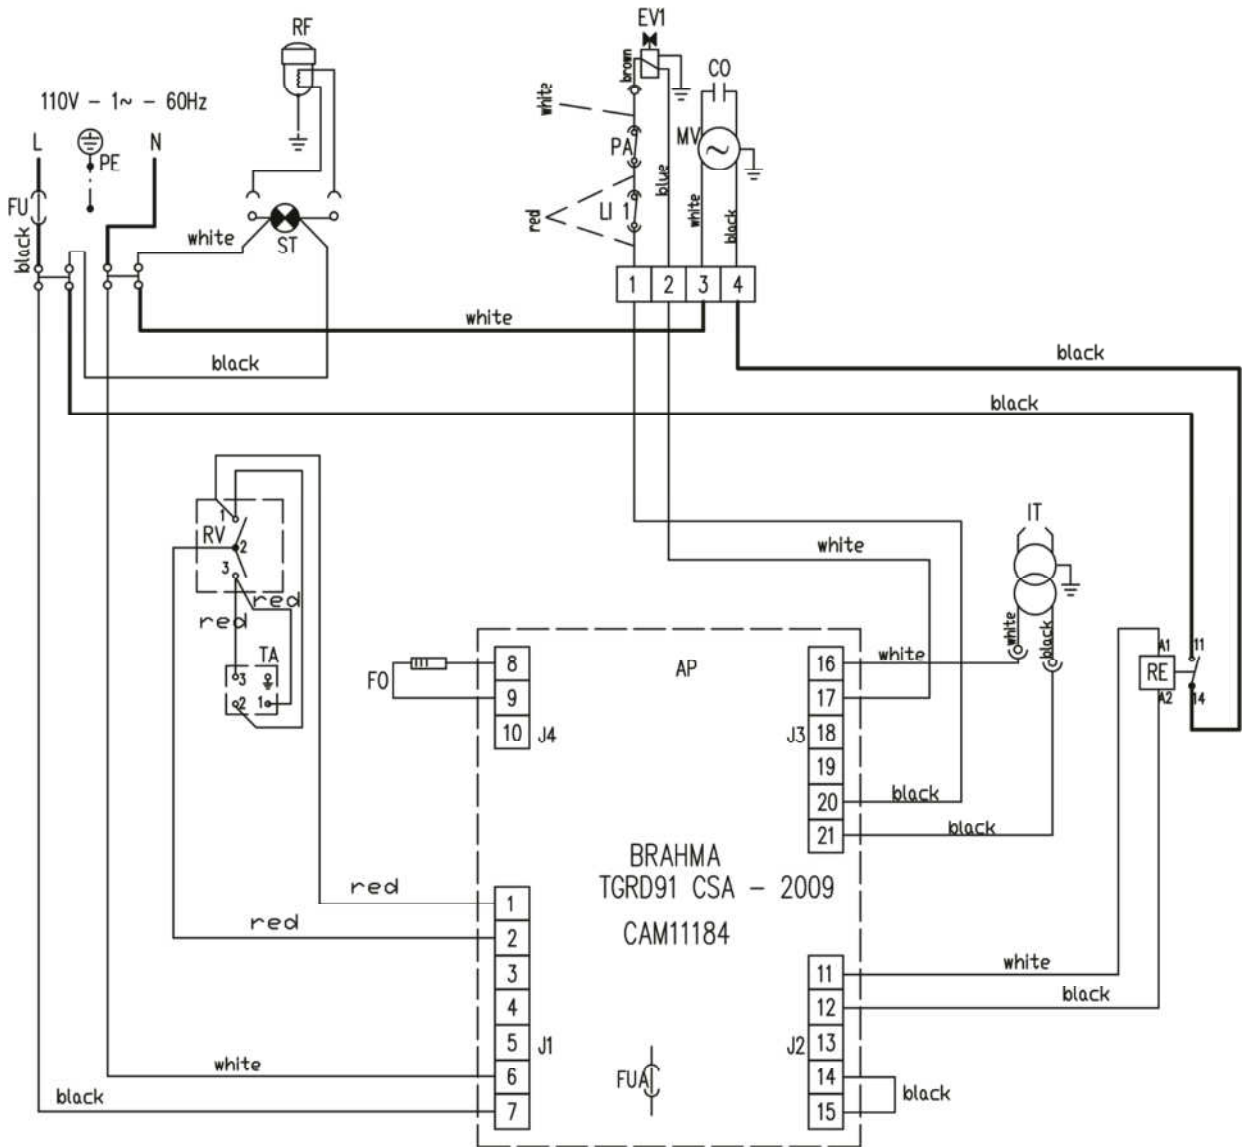 RF
EV1
brown
CO
white
110V - 1~ - 60Hz
L
PE
N
PA
MV
FU
blue
LI 1
red
white
black
black
white
ST
1 2 3 4
white
black
black
black
IT
1
RV
2
3
white
red
red
white
black
TA
3
2 1
A1
11
RE
A2
14
FO
8
9
10
J4
AP
16
17
18
19
20
21
J3
white
black
black
BRAHMA
TGRD91 CSA - 2009
CAM11184
red
red
1
2
3
4
5
6
7
J1
white
black
FUA
11
12
13
14
15
J2
white
black
black